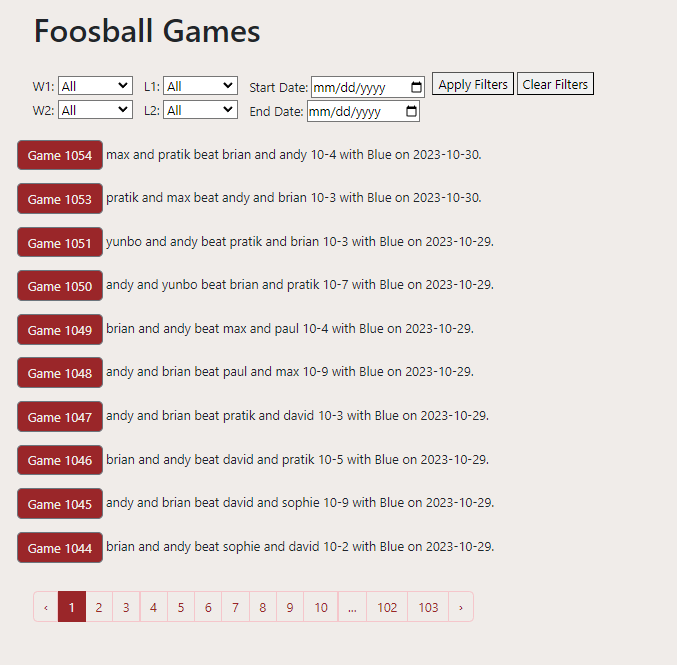 Foosball Games
W1: All L1: All Start Date: mm/dd/yyyy Apply Filters Clear Filters
W2: All L2: All End Date: mm/dd/yyyy
Game 1054 max and pratik beat brian and andy 10-4 with Blue on 2023-10-30.
Game 1053 pratik and max beat andy and brian 10-3 with Blue on 2023-10-30.
Game 1051 yunbo and andy beat pratik and brian 10-3 with Blue on 2023-10-29.
Game 1050 andy and yunbo beat brian and pratik 10-7 with Blue on 2023-10-29.
Game 1049 brian and andy beat max and paul 10-4 with Blue on 2023-10-29.
Game 1048 andy and brian beat paul and max 10-9 with Blue on 2023-10-29.
Game 1047 andy and brian beat pratik and david 10-3 with Blue on 2023-10-29.
Game 1046 brian and andy beat david and pratik 10-5 with Blue on 2023-10-29.
Game 1045 andy and brian beat david and sophie 10-9 with Blue on 2023-10-29.
Game 1044 brian and andy beat sophie and david 10-2 with Blue on 2023-10-29.
‹ 1 2 3 4 5 6 7 8 9 10 ... 102 103 ›